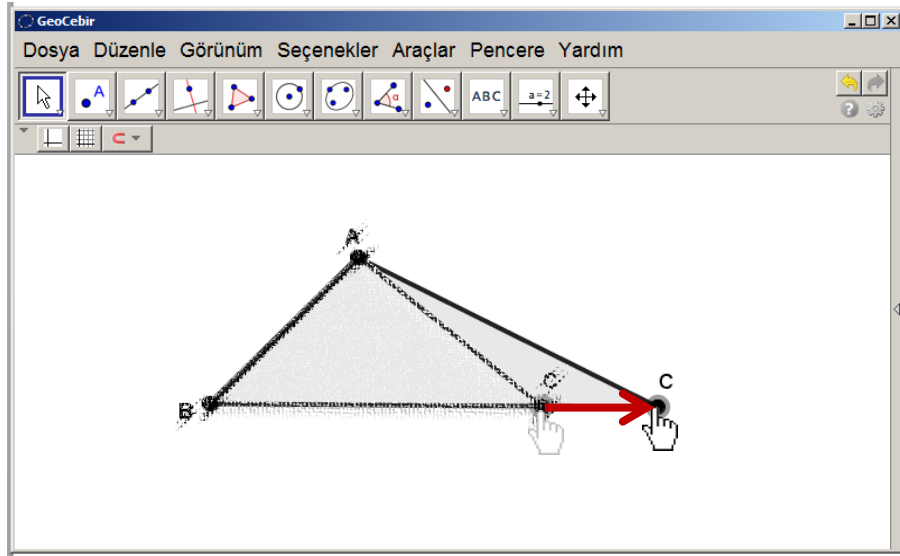 GeoCebir
Dosya Düzenle Görünüm Seçenekler Araçlar Pencere Yardım
A α ABC a=2
A
C C
B